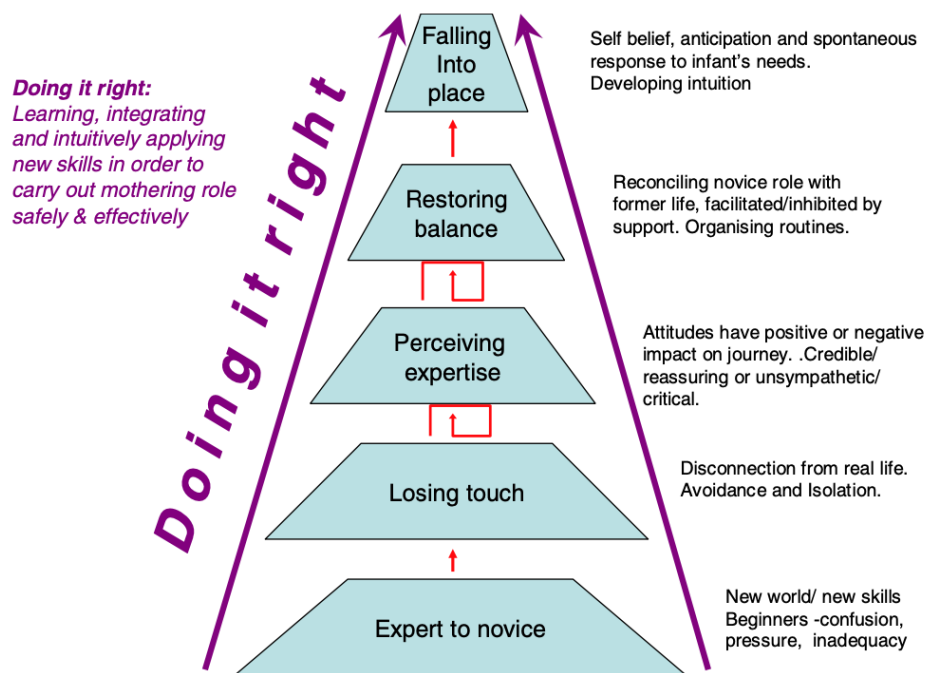 Doing it right:
Learning, integrating
and intuitively applying
new skills in order to
carry out mothering role
safely & effectively
Doing it right
Falling
Into
place
Self belief, anticipation and spontaneous
response to infant's needs.
Developing intuition
Restoring
balance
Reconciling novice role with
former life, facilitated/inhibited by
support. Organising routines.
Perceiving
expertise
Attitudes have positive or negative
impact on journey. .Credible/
reassuring or unsympathetic/
critical.
Losing touch
Disconnection from real life.
Avoidance and Isolation.
Expert to novice
New world/ new skills
Beginners -confusion,
pressure, inadequacy